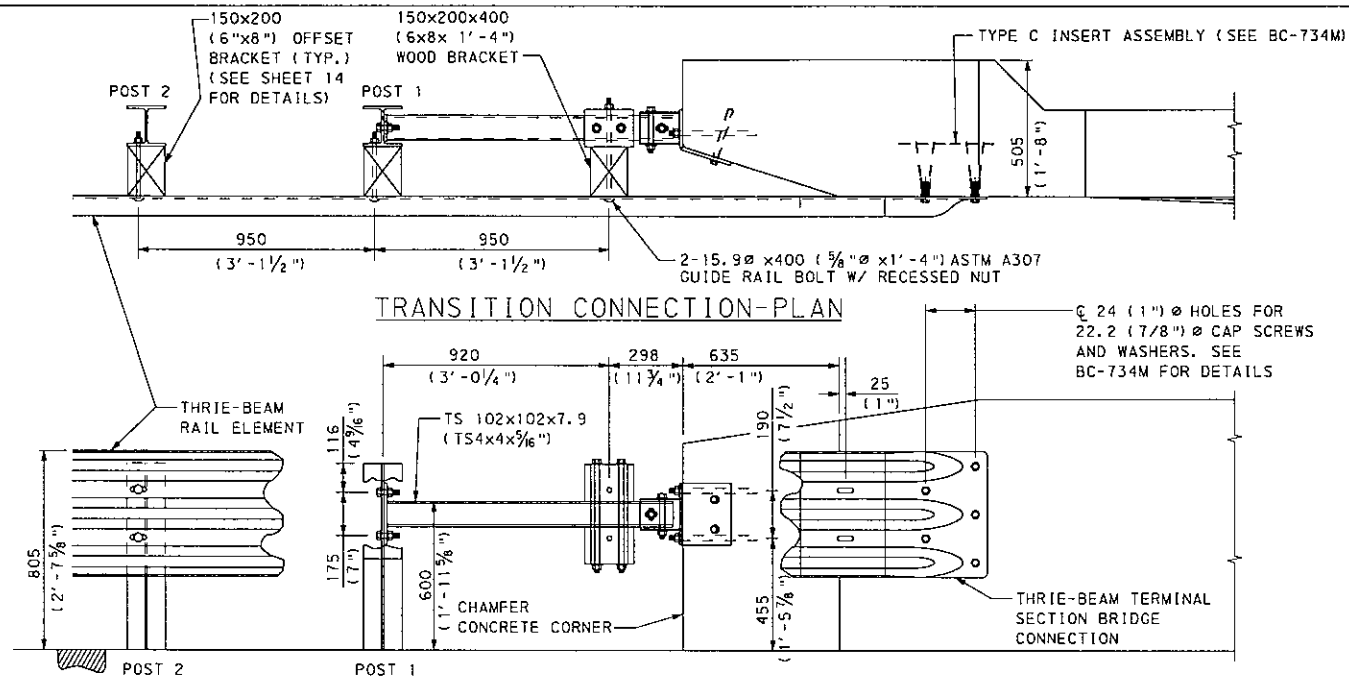 150x200
(6"x8") OFFSET
BRACKET (TYP.)
(SEE SHEET 14
FOR DETAILS)
150x200x400
(6x8x 1'-4")
WOOD BRACKET
TYPE C INSERT ASSEMBLY (SEE BC-734M)
POST 2
POST 1
505
(1'-8")
950
(3'-1½")
950
(3'-1½")
2-15.9ø x400 (⅝"ø x1'-4") ASTM A307
GUIDE RAIL BOLT W/ RECESSED NUT
TRANSITION CONNECTION-PLAN
℄ 24 (1") ø HOLES FOR
22.2 (7/8") ø CAP SCREWS
AND WASHERS. SEE
BC-734M FOR DETAILS
920
(3'-0¼")
298
(11¾")
635
(2'-1")
25
(1")
190
(7½")
THRIE-BEAM
RAIL ELEMENT
TS 102x102x7.9
(TS4x4x5/16")
116
(4 9/16")
175
(7")
805
(2'-7⅝")
600
(1'-11⅝")
455
(1'-5⅞")
CHAMFER
CONCRETE CORNER
THRIE-BEAM TERMINAL
SECTION BRIDGE
CONNECTION
POST 2
POST 1